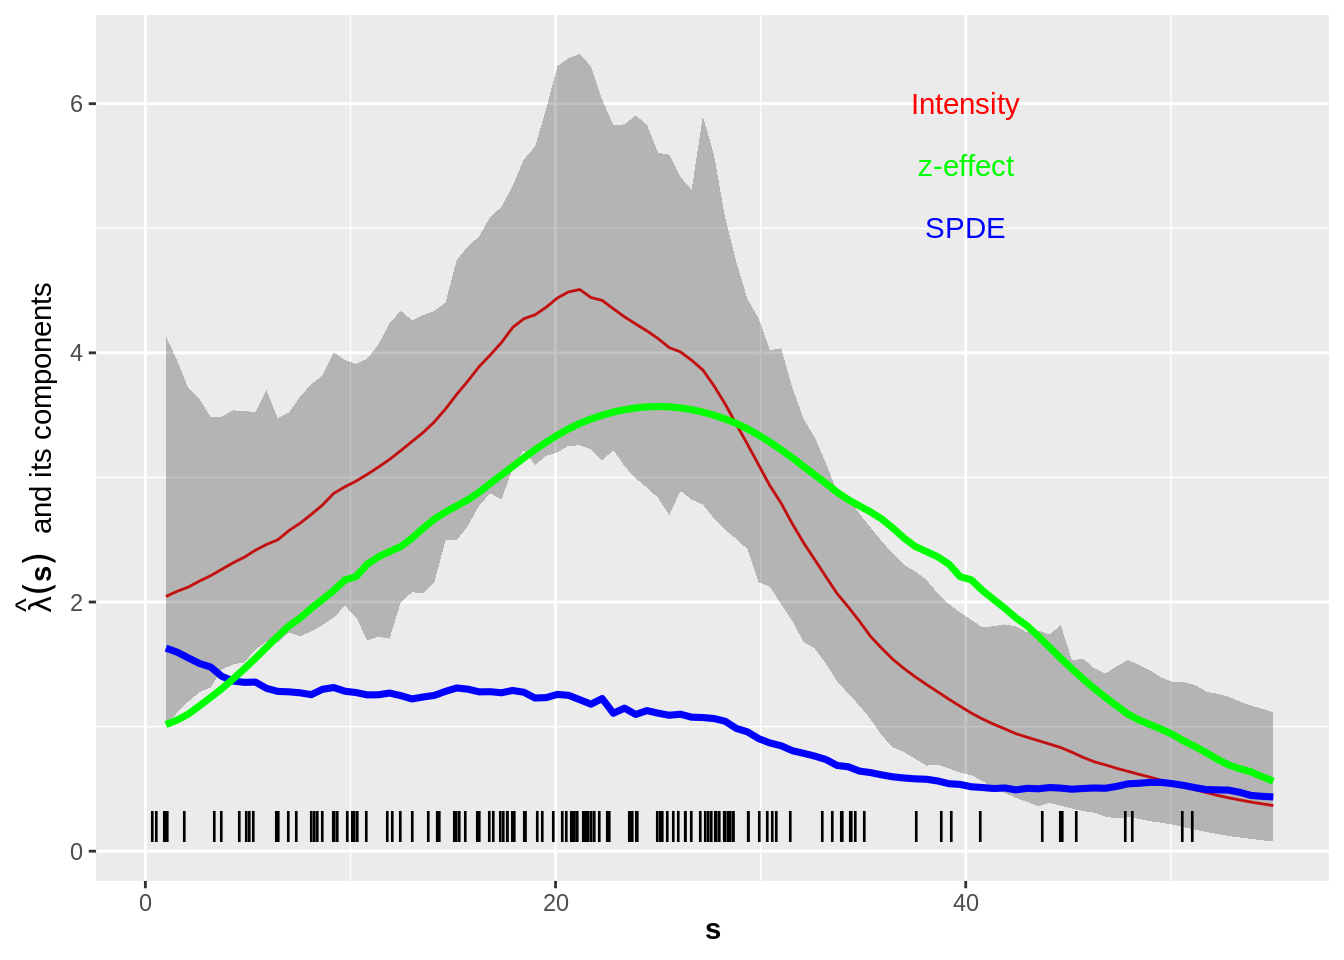 Intensity
z-effect
SPDE
λ̂(s) and its components
6
4
2
0
0 20 40
s